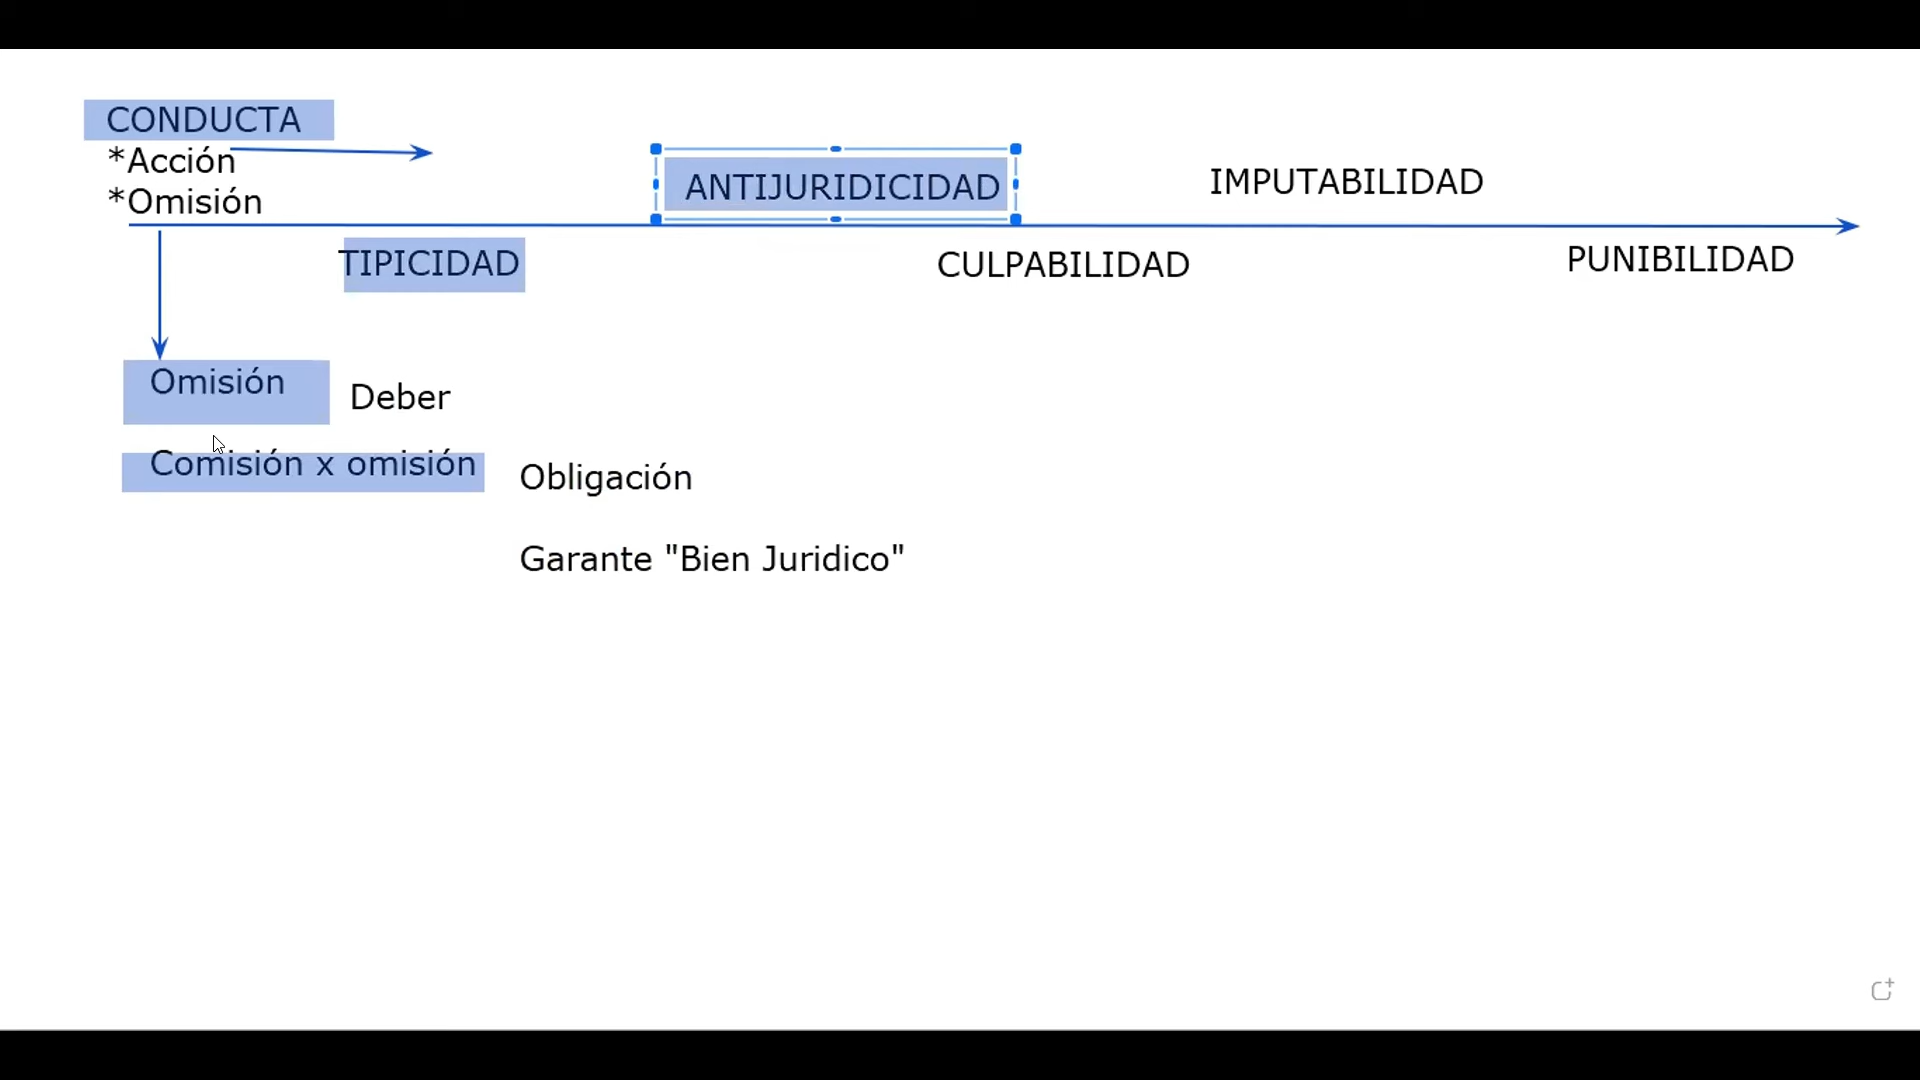 CONDUCTA
*Acción
*Omisión
ANTIJURIDICIDAD
IMPUTABILIDAD
TIPICIDAD
CULPABILIDAD
PUNIBILIDAD
Omisión
Deber
Comisión x omisión
Obligación
Garante "Bien Juridico"